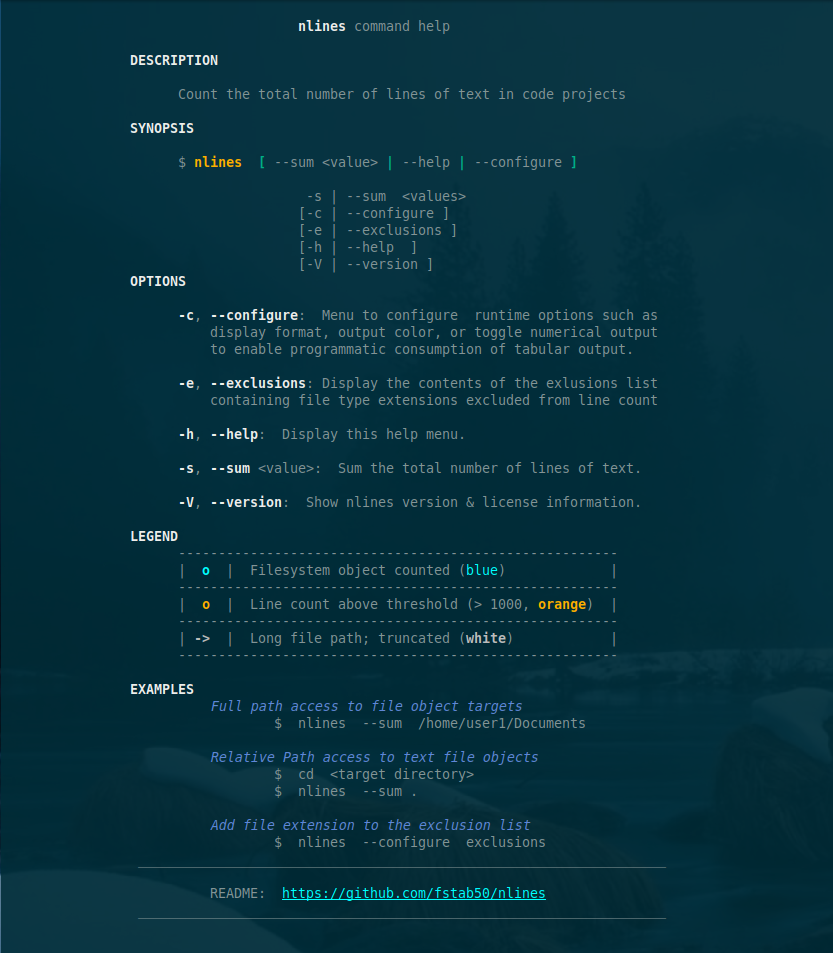 nlines command help
DESCRIPTION
Count the total number of lines of text in code projects
SYNOPSIS
$ nlines  [ --sum <value> | --help | --configure ]
-s | --sum  <values>
[-c | --configure ]
[-e | --exclusions ]
[-h | --help  ]
[-V | --version ]
OPTIONS
-c, --configure:  Menu to configure  runtime options such as
display format, output color, or toggle numerical output
to enable programmatic consumption of tabular output.
-e, --exclusions: Display the contents of the exlusions list
containing file type extensions excluded from line count
-h, --help:  Display this help menu.
-s, --sum <value>:  Sum the total number of lines of text.
-V, --version:  Show nlines version & license information.
LEGEND
-------------------------------------------------------
|  o  |  Filesystem object counted (blue)             |
-------------------------------------------------------
|  o  |  Line count above threshold (> 1000, orange)  |
-------------------------------------------------------
| ->  |  Long file path; truncated (white)            |
-------------------------------------------------------
EXAMPLES
Full path access to file object targets
$  nlines  --sum  /home/user1/Documents
Relative Path access to text file objects
$  cd  <target directory>
$  nlines  --sum .
Add file extension to the exclusion list
$  nlines  --configure  exclusions
README:  https://github.com/fstab50/nlines